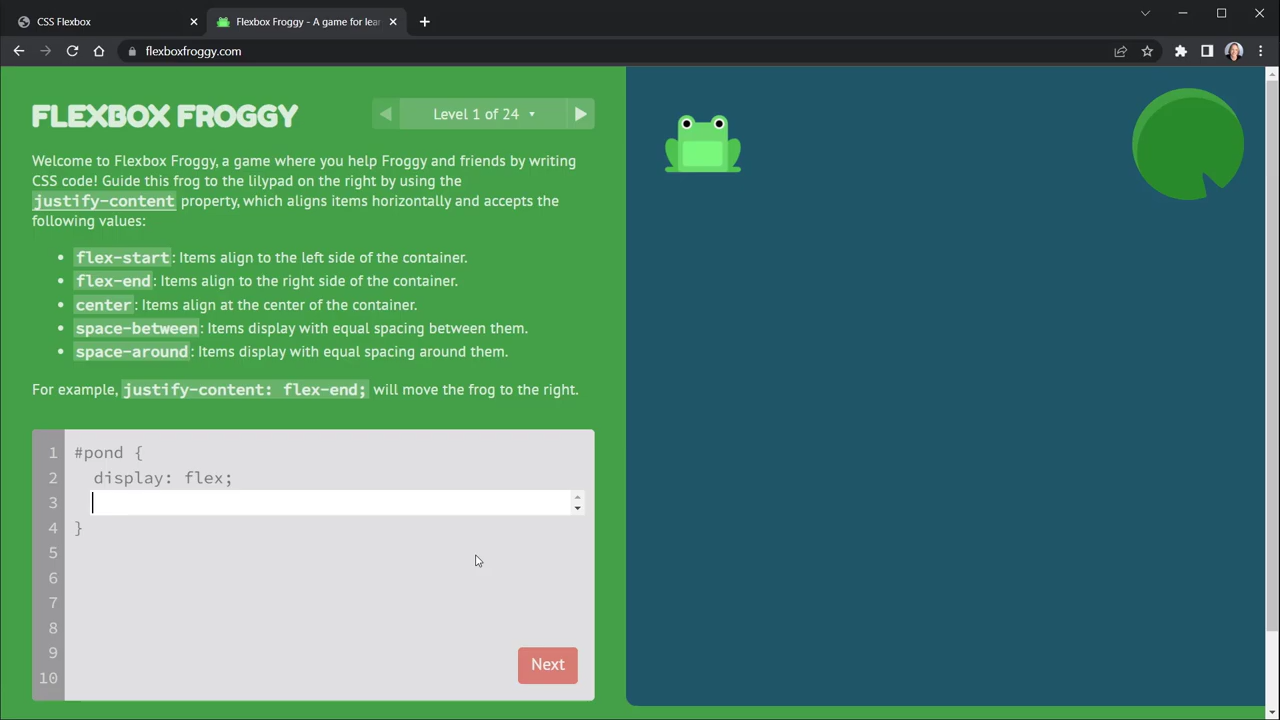 CSS Flexbox
Flexbox Froggy - A game for lear
flexboxfroggy.com
FLEXBOX FROGGY
Level 1 of 24
Welcome to Flexbox Froggy, a game where you help Froggy and friends by writing
CSS code! Guide this frog to the lilypad on the right by using the
justify-content property, which aligns items horizontally and accepts the
following values:
• flex-start: Items align to the left side of the container.
• flex-end: Items align to the right side of the container.
• center: Items align at the center of the container.
• space-between: Items display with equal spacing between them.
• space-around: Items display with equal spacing around them.
For example, justify-content: flex-end; will move the frog to the right.
1 #pond {
2 display: flex;
3
4 }
5
6
7
8
9
10
Next